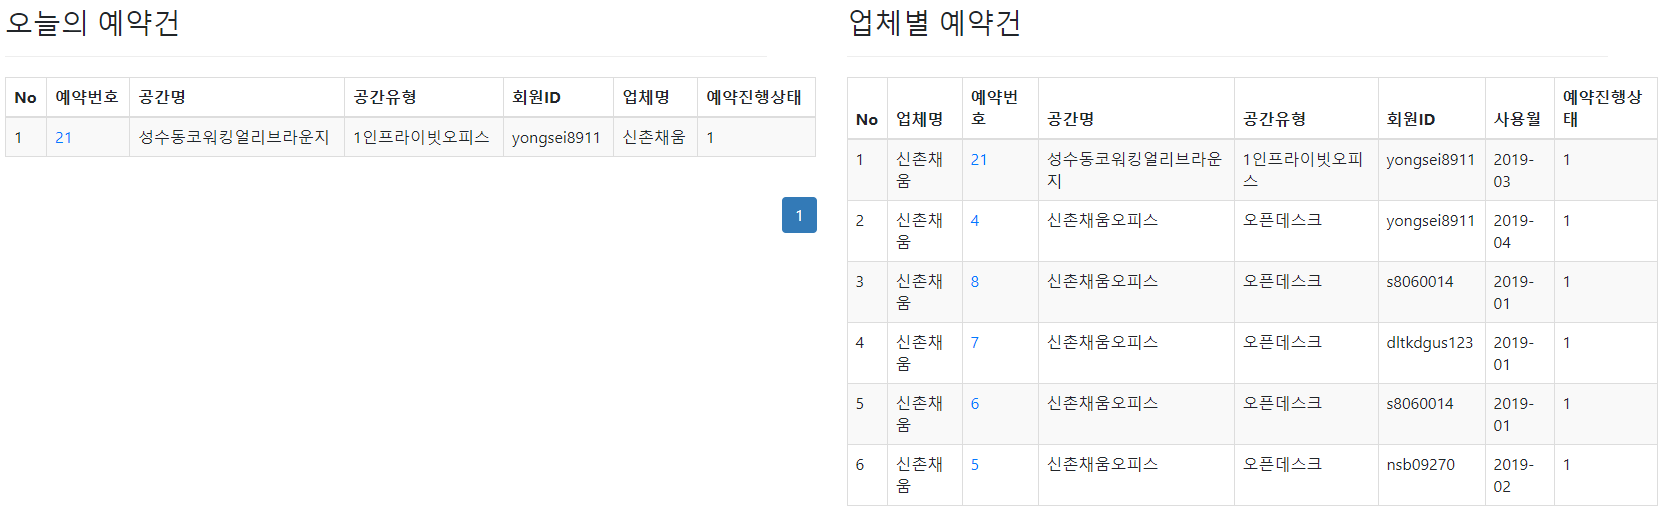 오늘의 예약건
No 예약번호 공간명 공간유형 회원ID 업체명 예약진행상태
1 21 성수동코워킹얼리브라운지 1인프라이빗오피스 yongsei8911 신촌채움 1
1
업체별 예약건
예약번 예약진행상
No 업체명 호 공간명 공간유형 회원ID 사용월 태
1 신촌채 21 성수동코워킹얼리브라운 1인프라이빗오피 yongsei8911 2019- 1
움 지 스 03
2 신촌채 4 신촌채움오피스 오픈데스크 yongsei8911 2019- 1
움 04
3 신촌채 8 신촌채움오피스 오픈데스크 s8060014 2019- 1
움 01
4 신촌채 7 신촌채움오피스 오픈데스크 dltkdgus123 2019- 1
움 01
5 신촌채 6 신촌채움오피스 오픈데스크 s8060014 2019- 1
움 01
6 신촌채 5 신촌채움오피스 오픈데스크 nsb09270 2019- 1
움 02